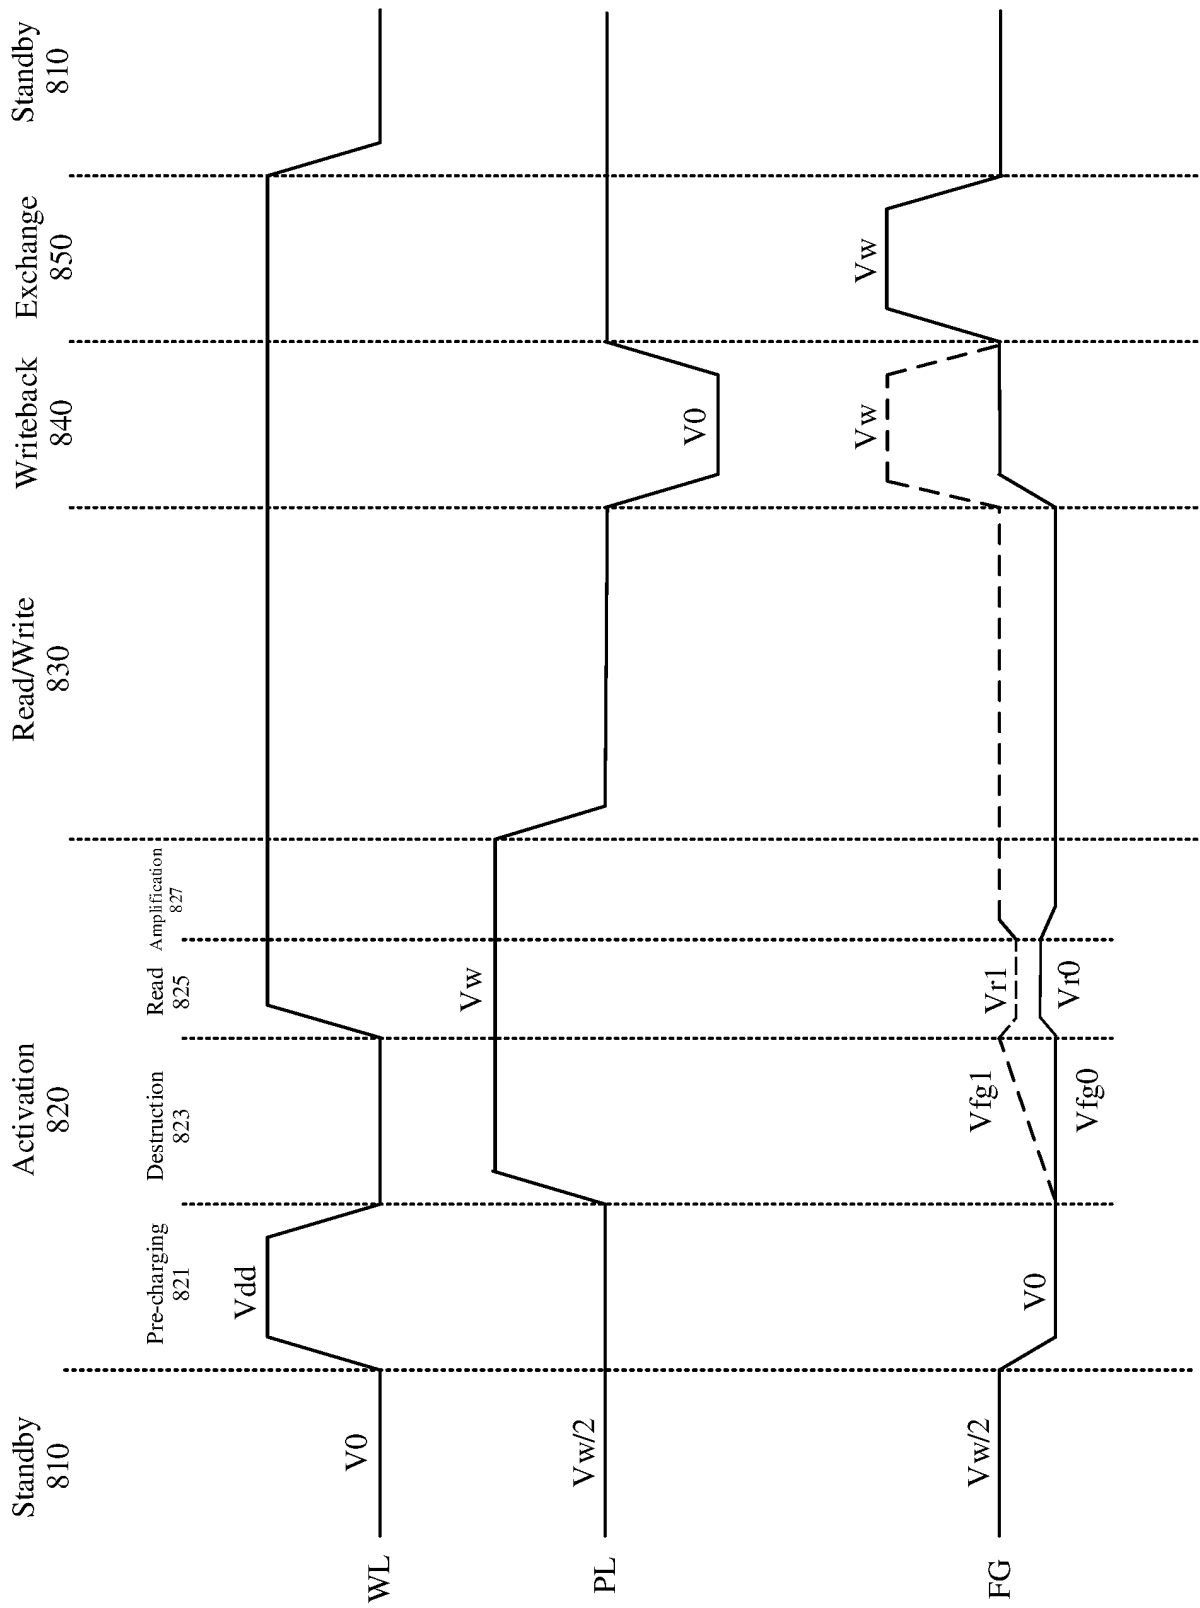 Standby
810
Activation
820
Read/Write
830
Writeback
840
Exchange
850
Standby
810
Pre-charging
821
Destruction
823
Read
825
Amplification
827
WL
V0
Vdd
PL
Vw/2
Vw
V0
FG
Vw/2
V0
Vfg1
Vfg0
Vr1
Vr0
Vw
Vw